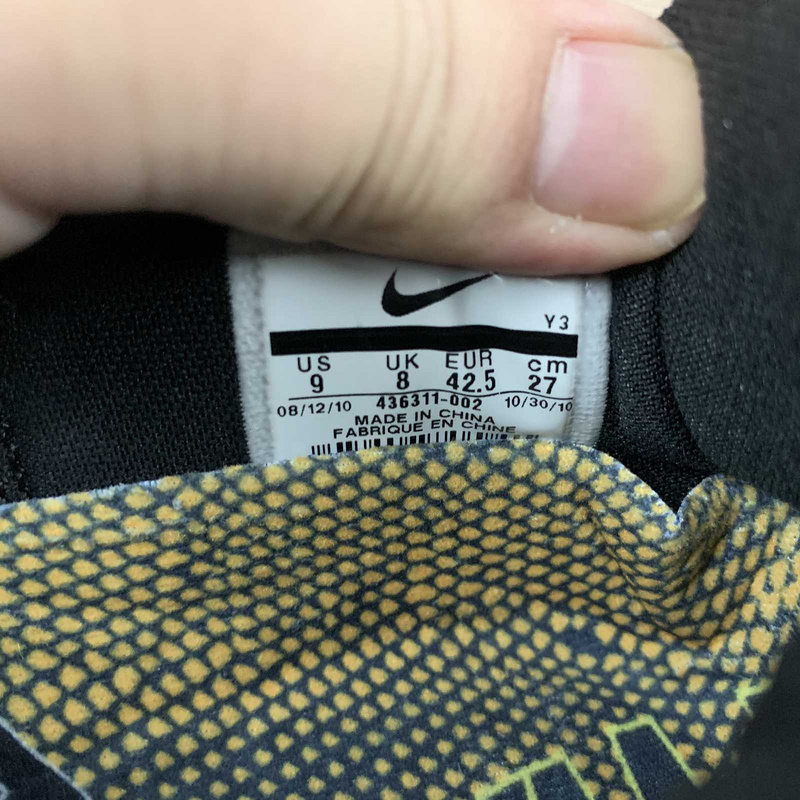 Y3
US UK EUR cm
9 8 42.5 27
08/12/10 436311-002 10/30/10
MADE IN CHINA
FABRIQUE EN CHINE